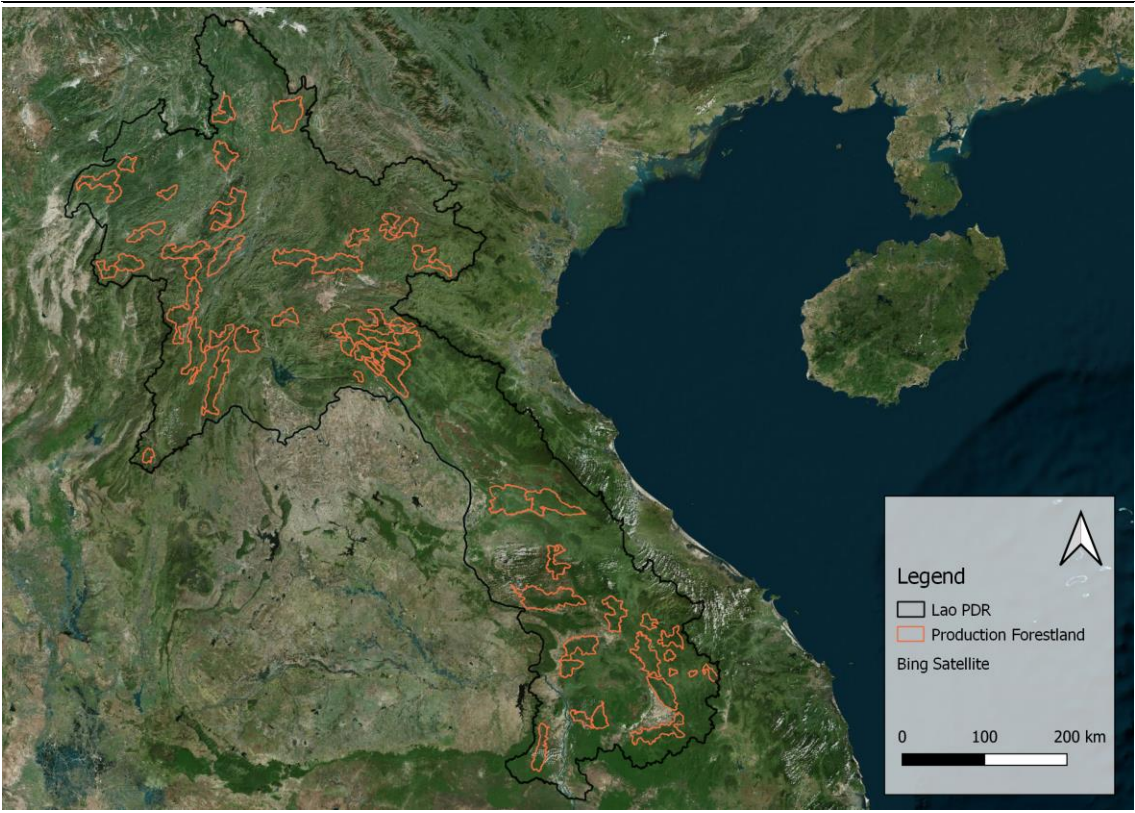 Legend
Lao PDR
Production Forestland
Bing Satellite
0 100 200 km